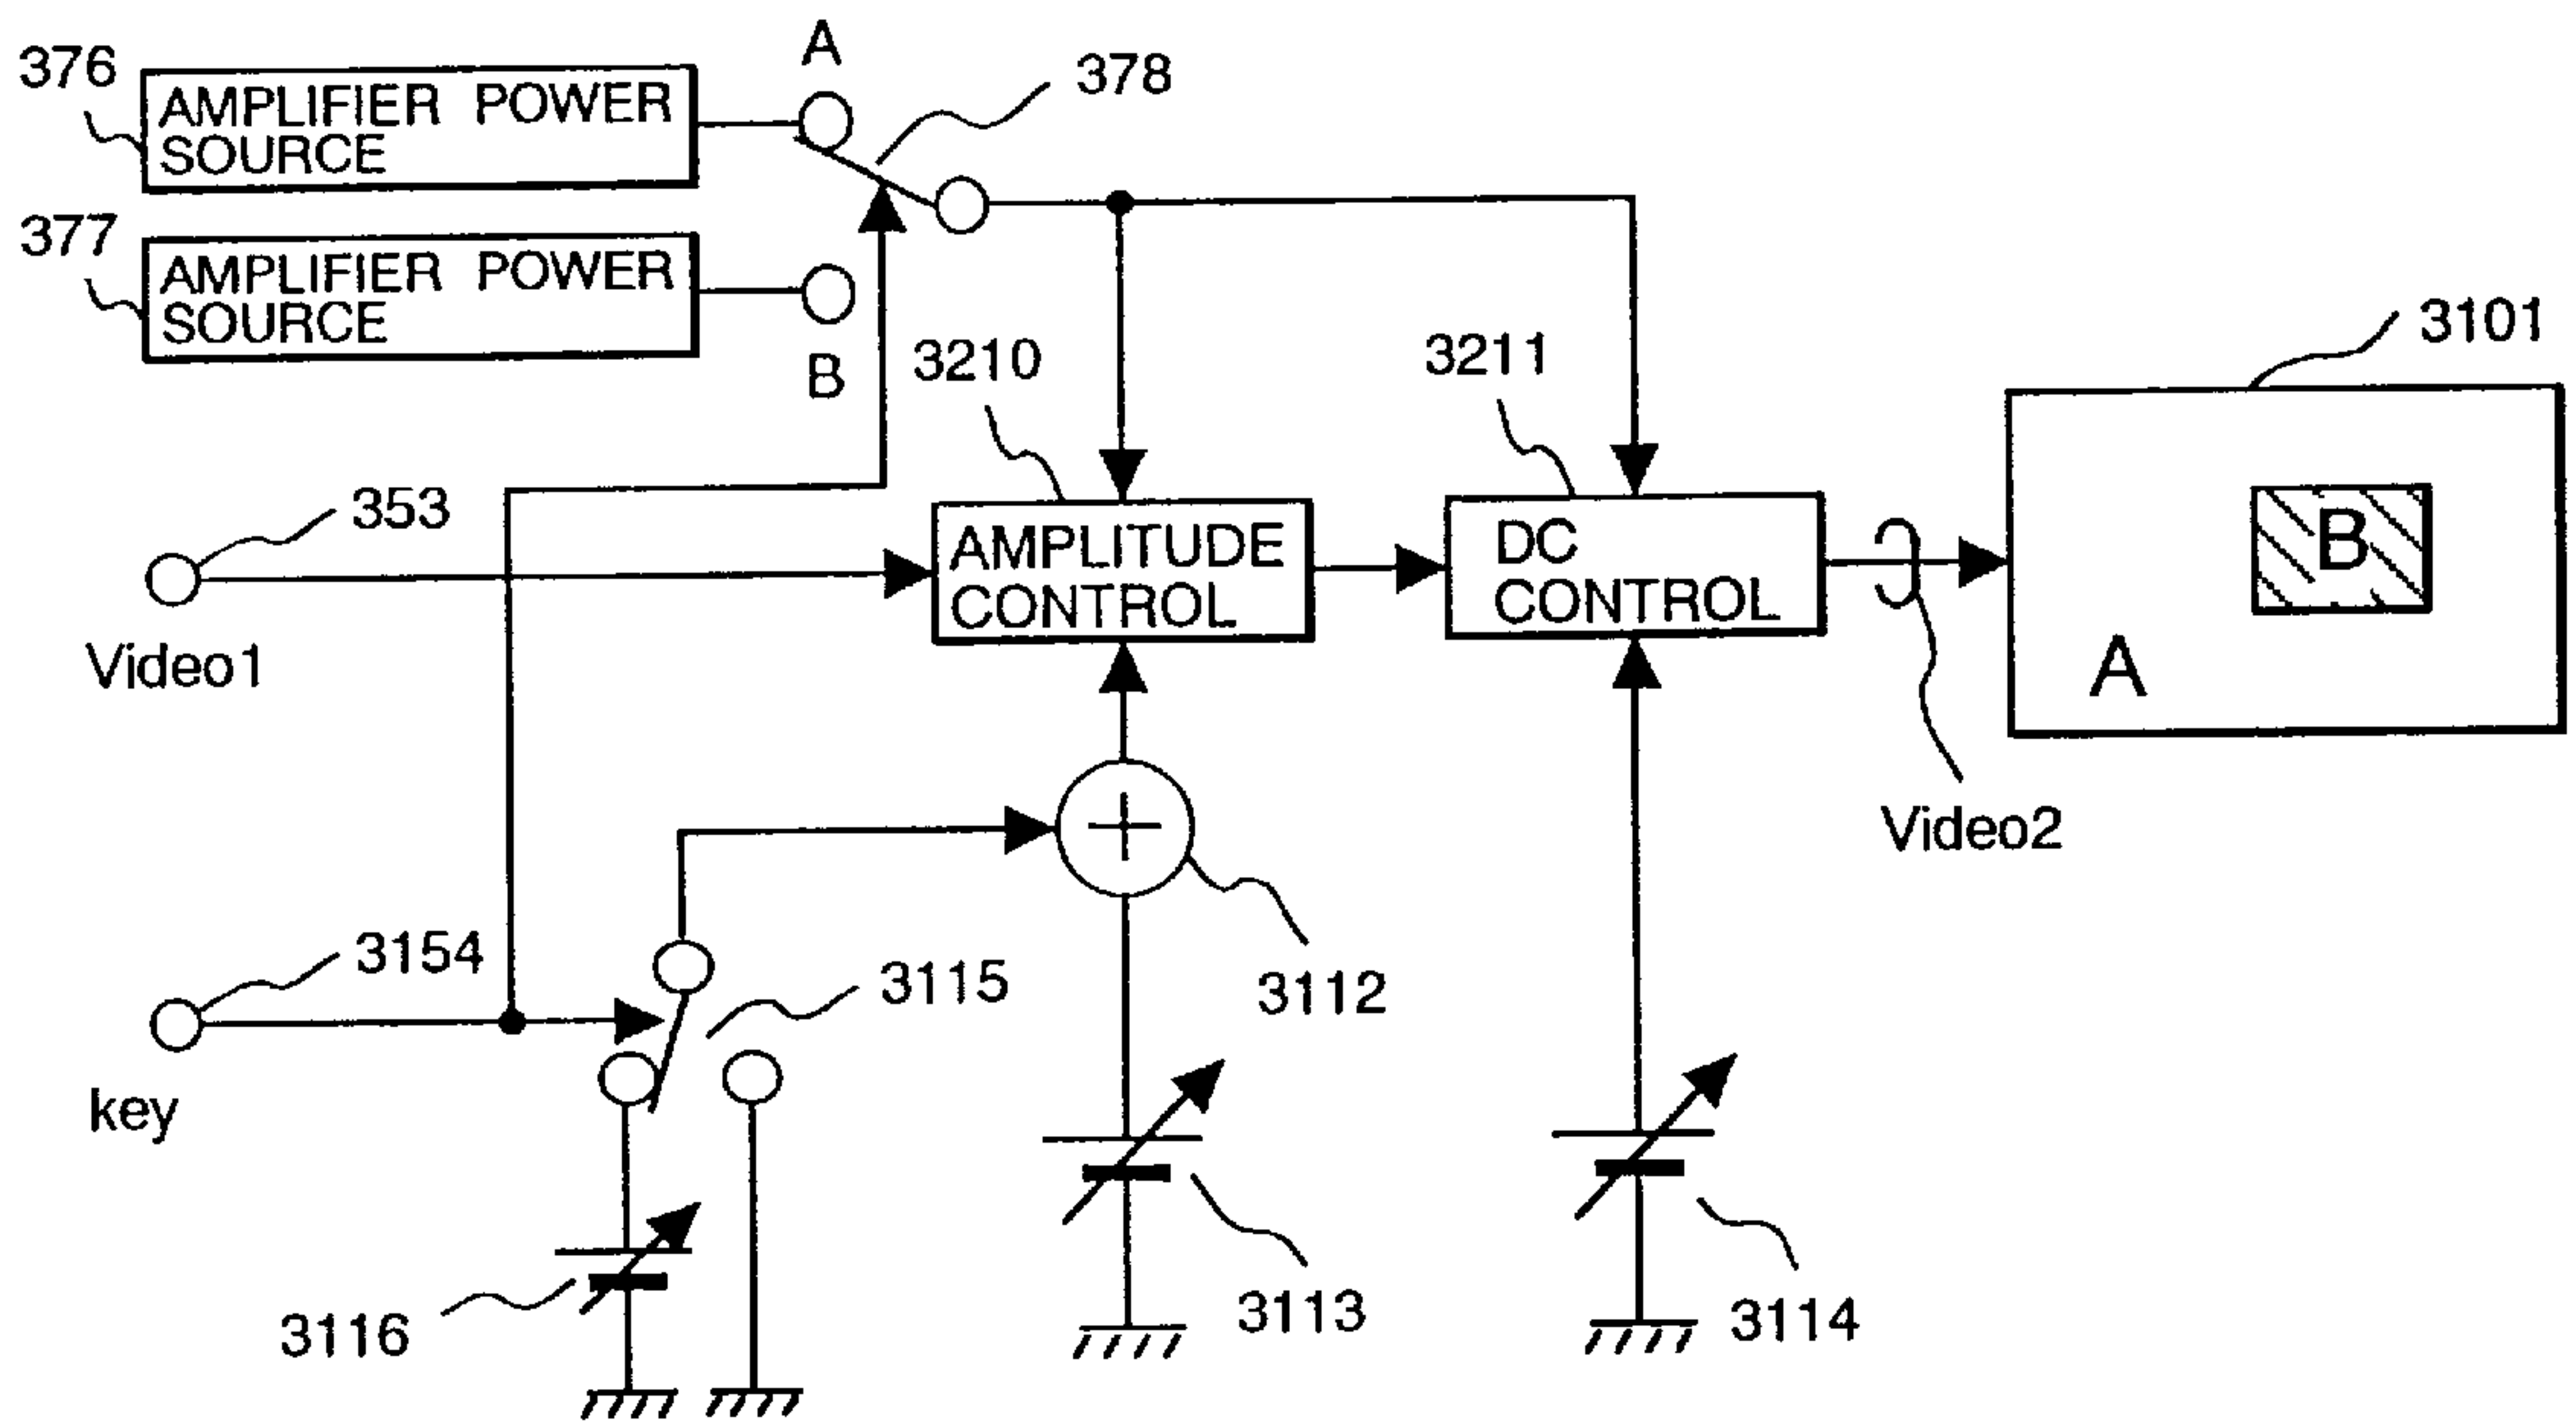 A
376
378
AMPLIFIER POWER
SOURCE
377
AMPLIFIER POWER
SOURCE
B
3210
3211
3101
353
AMPLITUDE
CONTROL
DC
CONTROL
B
A
Video1
Video2
3154
3115
3112
key
3116
3113
3114